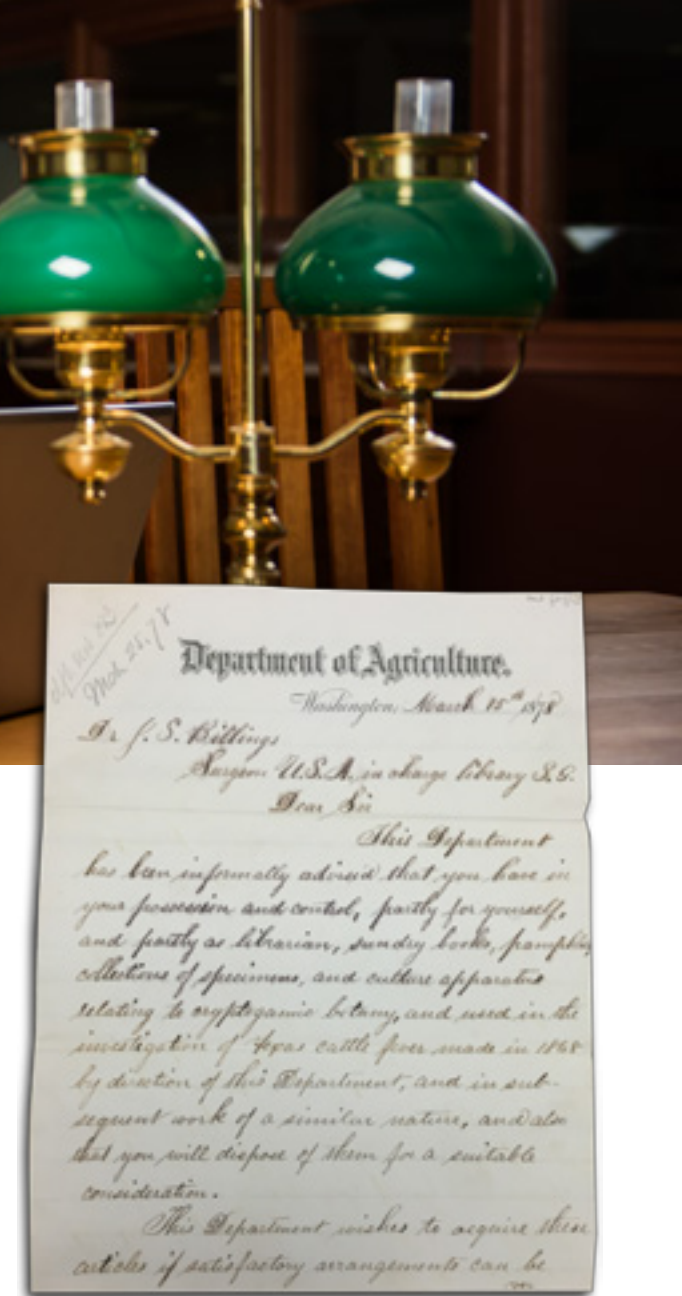 Mch 25, 78
Department of Agriculture.
Washington, March 15th 1878
Dr J. S. Billings
Surgeon U.S.A. in charge library S.G.
Dear Sir
This Department
has been informally advised that you have in
your possession and control, partly for yourself,
and partly as librarian, sundry books, pamphlets
collections of specimens, and culture apparatus
relating to cryptogamic botany, and used in the
investigation of Texas cattle fever made in 1868
by direction of this Department, and in sub-
sequent work of a similar nature, and also
that you will dispose of them for a suitable
consideration.
This Department wishes to acquire these
articles if satisfactory arrangements can be